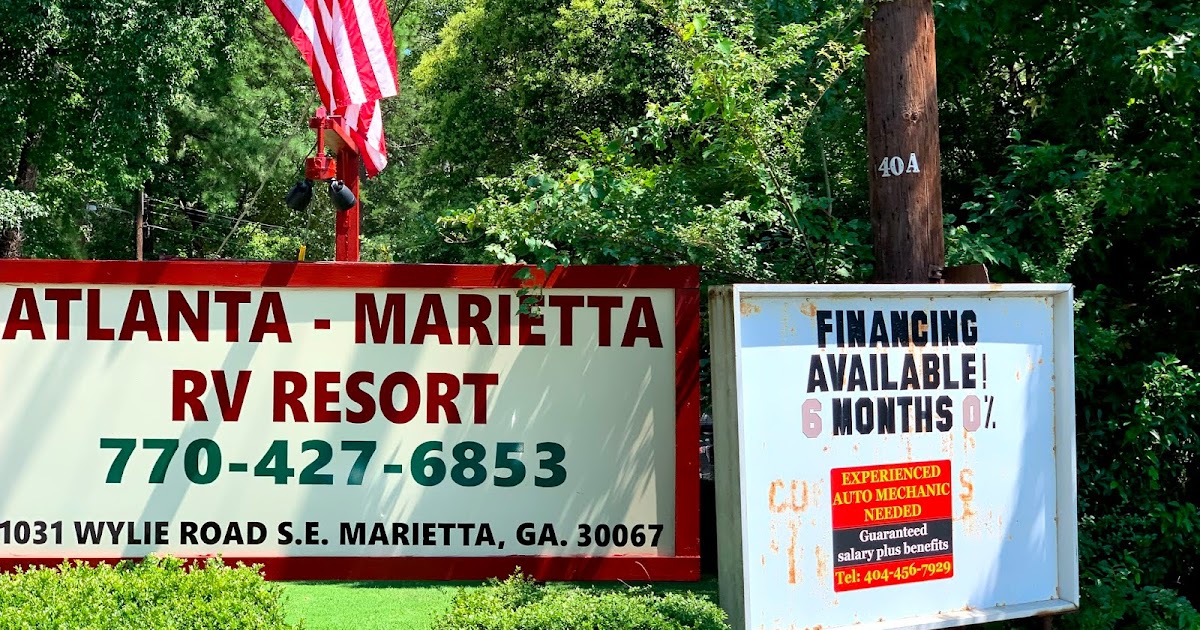 ATLANTA - MARIETTA
RV RESORT
770-427-6853
1031 WYLIE ROAD S.E. MARIETTA, GA. 30067
40A
FINANCING
AVAILABLE!
6 MONTHS 0%
EXPERIENCED
AUTO MECHANIC
NEEDED
Guaranteed
salary plus benefits
Tel: 404-456-7929